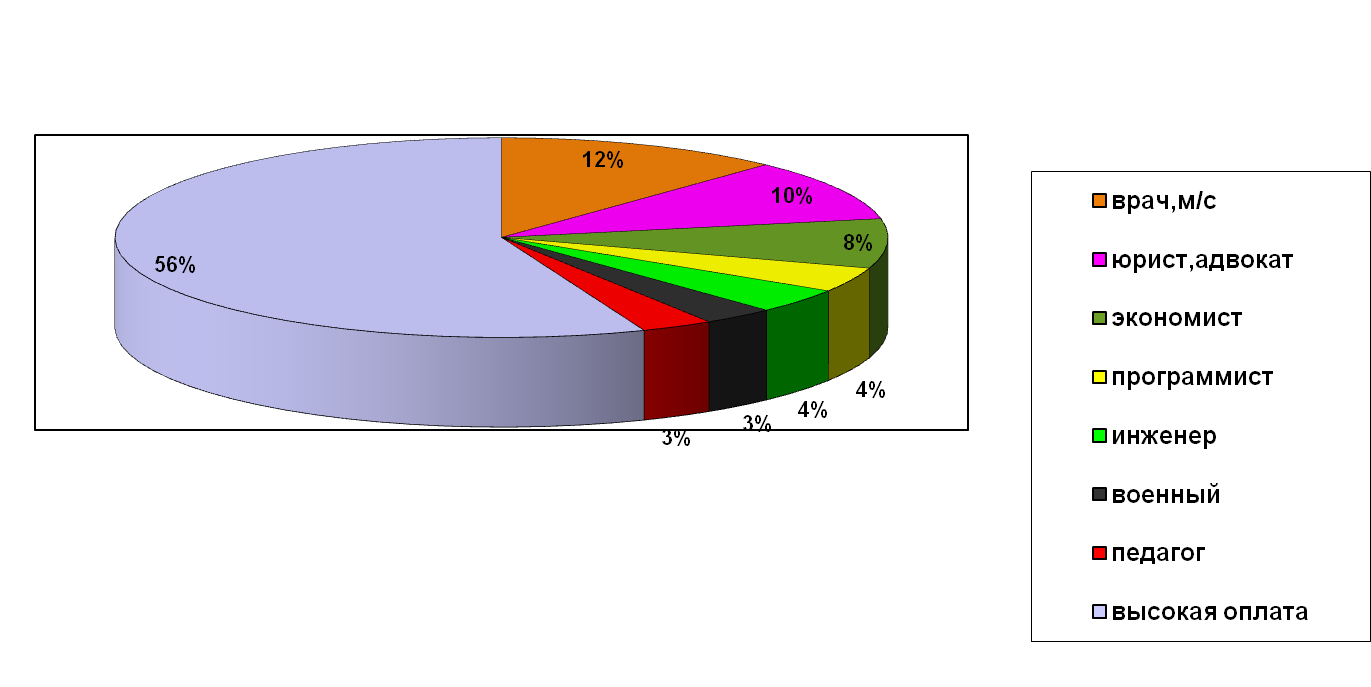 12%
10%
8%
56%
4%
4%
3%
3%
врач,м/с
юрист,адвокат
экономист
программист
инженер
военный
педагог
высокая оплата